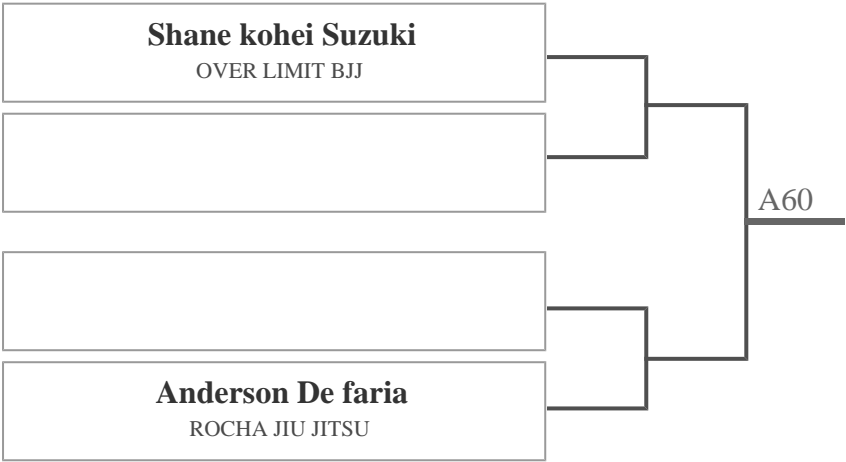 Shane kohei Suzuki
OVER LIMIT BJJ
A60
Anderson De faria
ROCHA JIU JITSU